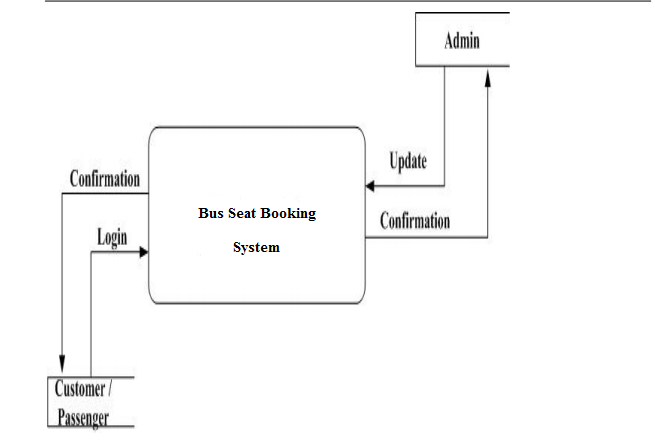 Admin
Update
Confirmation
Confirmation
Bus Seat Booking
System
Login
Customer /
Passenger